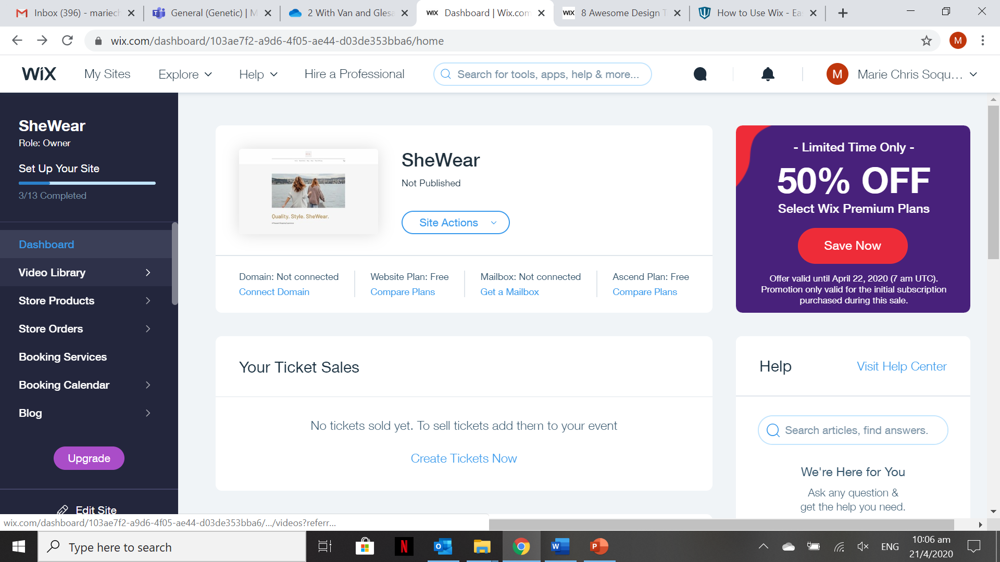 Inbox (396) - mariech
General (Genetic) | M
2 With Van and Glesa
WIX Dashboard | Wix.com
WIX 8 Awesome Design T
How to Use Wix - Eas
wix.com/dashboard/103ae7f2-a9d6-4f05-ae44-d03de353bba6/home
M
WiX
My Sites
Explore
Help
Hire a Professional
Search for tools, apps, help & more...
M
Marie Chris Soqu...
SheWear
Role: Owner
Set Up Your Site
3/13 Completed
Dashboard
Video Library
Store Products
Store Orders
Booking Services
Booking Calendar
Blog
Upgrade
Edit Site
Quality. Style. SheWear.
SheWear
Not Published
Site Actions
Domain: Not connected
Connect Domain
Website Plan: Free
Compare Plans
Mailbox: Not connected
Get a Mailbox
Ascend Plan: Free
Compare Plans
- Limited Time Only -
50% OFF
Select Wix Premium Plans
Save Now
Offer valid until April 22, 2020 (7 am UTC).
Promotion only valid for the initial subscription
purchased during this sale.
Your Ticket Sales
No tickets sold yet. To sell tickets add them to your event
Create Tickets Now
Help
Visit Help Center
Search articles, find answers.
We're Here for You
Ask any question &
get the help you need.
wix.com/dashboard/103ae7f2-a9d6-4f05-ae44-d03de353bba6/.../videos?referr...
Type here to search
ENG
10:06 am
21/4/2020